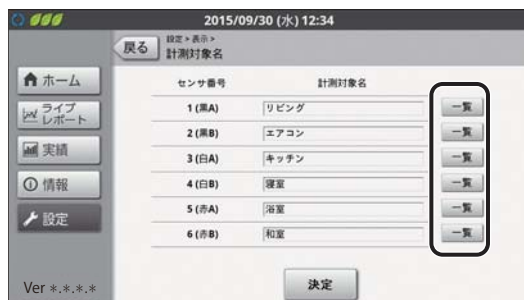 2015/09/30 (水) 12:34
戻る
設定 > 表示 >
計測対象名
ホーム
ライブ
レポート
実績
情報
設定
Ver *.*.*.*
センサ番号 計測対象名
1 (黒A) リビング 一覧
2 (黒B) エアコン 一覧
3 (白A) キッチン 一覧
4 (白B) 寝室 一覧
5 (赤A) 浴室 一覧
6 (赤B) 和室 一覧
決定